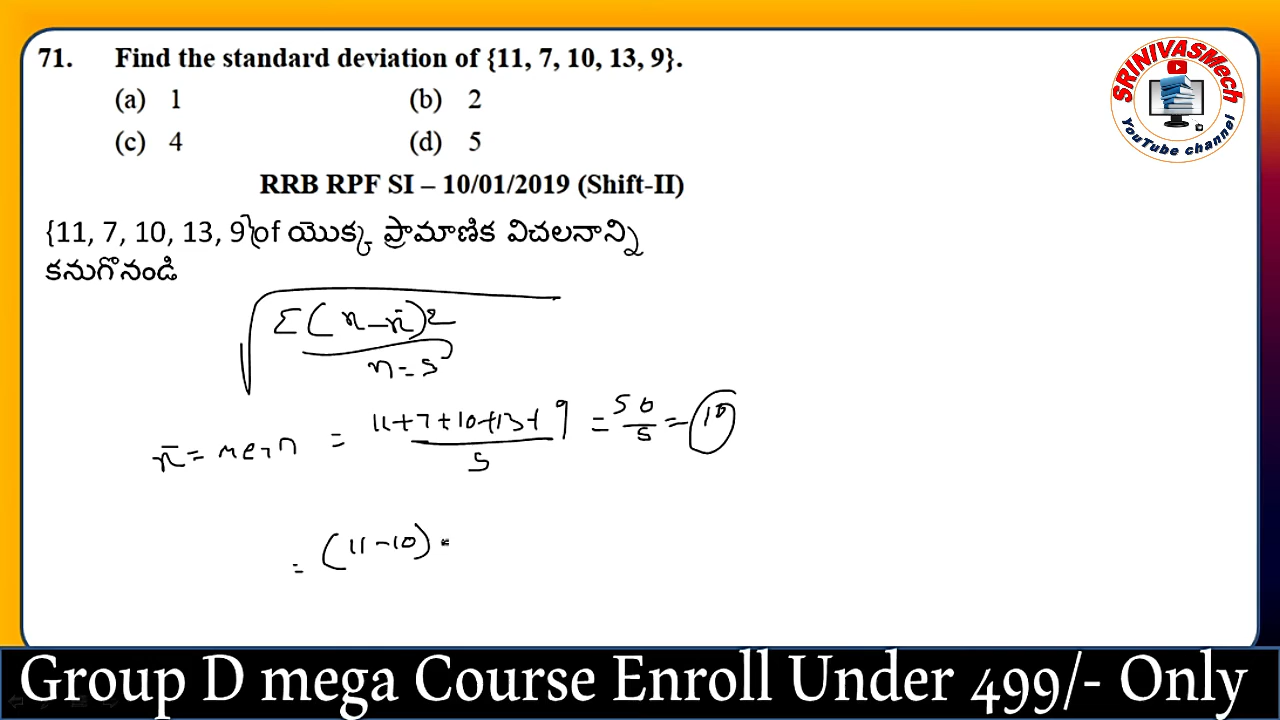 71. Find the standard deviation of {11, 7, 10, 13, 9}.
(a) 1 (b) 2
(c) 4 (d) 5
RRB RPF SI – 10/01/2019 (Shift-II)
{11, 7, 10, 13, 9}of యొక్క ప్రామాణిక విచలనాన్ని
కనుగొనండి
√ Σ(x-x̄)2
n=5
x̄ = mean = 11+7+10+13+9 = 50 = 10
5 5
= (11-10)
SRINIVASMech
YouTube channel
Group D mega Course Enroll Under 499/- Only